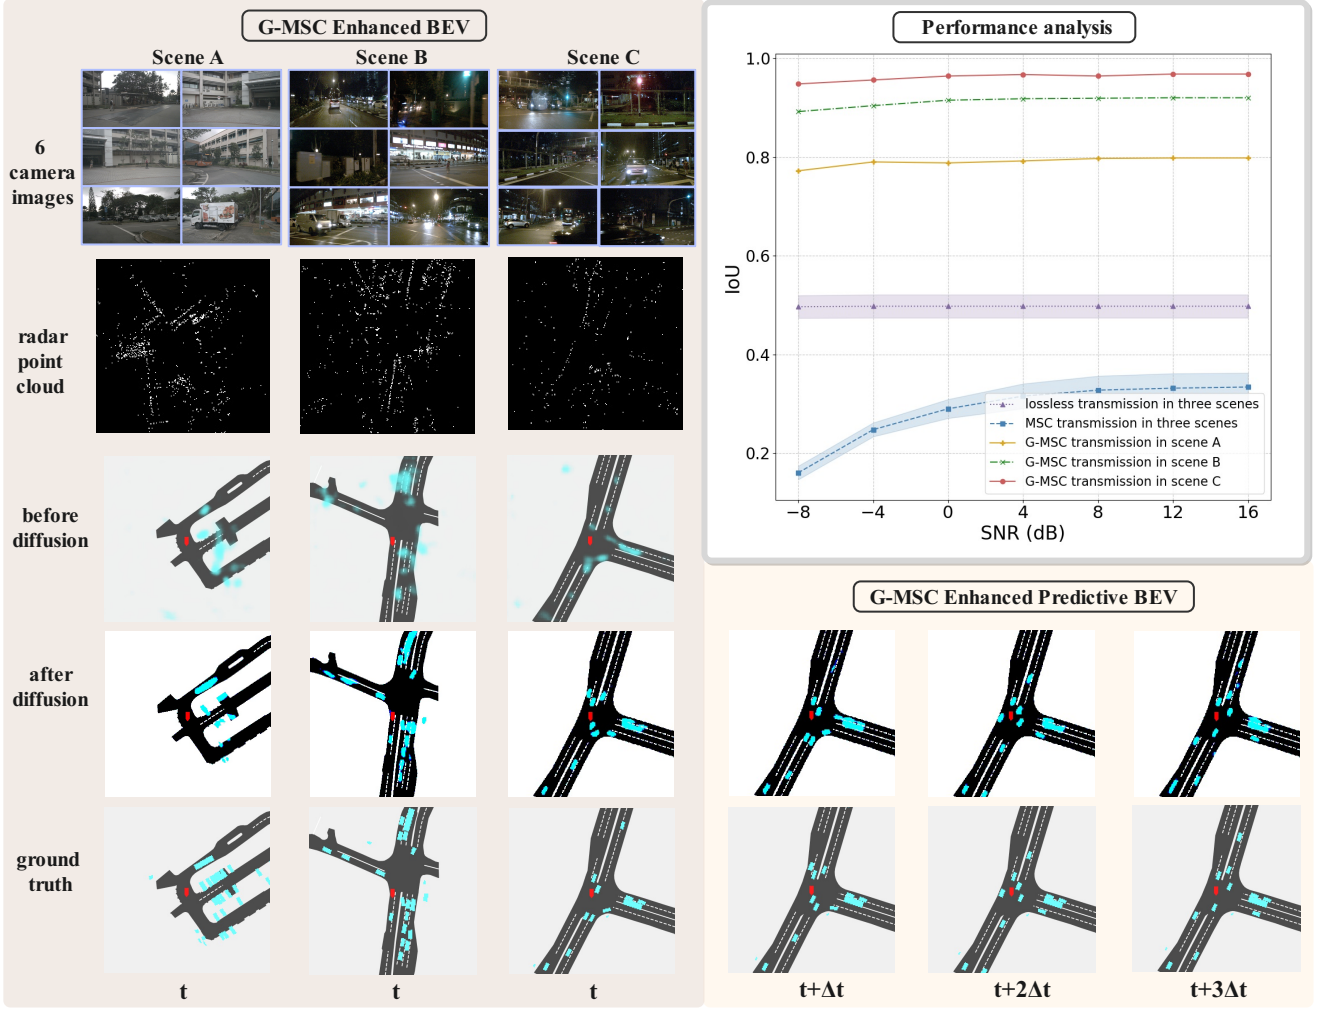 G-MSC Enhanced BEV
Scene A
Scene B
Scene C
6
camera
images
radar
point
cloud
before
diffusion
after
diffusion
ground
truth
t
t
t
Performance analysis
1.0
0.8
0.6
0.4
0.2
IoU
lossless transmission in three scenes
MSC transmission in three scenes
G-MSC transmission in scene A
G-MSC transmission in scene B
G-MSC transmission in scene C
−8
−4
0
4
8
12
16
SNR (dB)
G-MSC Enhanced Predictive BEV
t+Δt
t+2Δt
t+3Δt